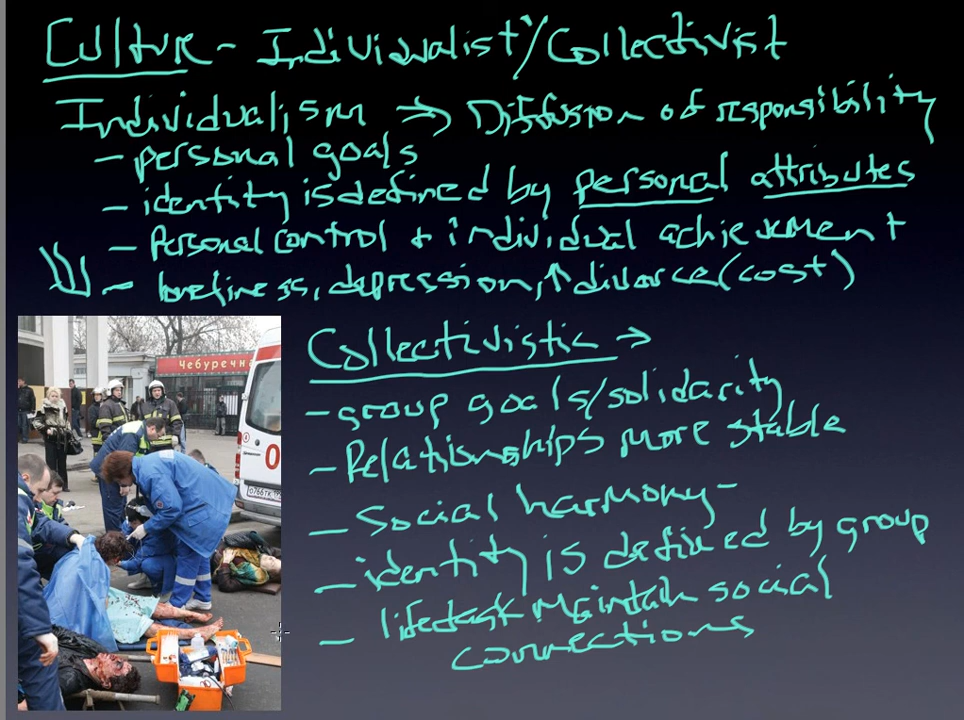 Culture - Individualist/Collectivist
Individualism → Diffusion of responsibility
- personal goals
- identity is defined by personal attributes
- Personal control + individual achievement
- loneliness, depression, ↑ divorce (cost)
Collectivistic →
- group goals/solidarity
- Relationships more stable
- Social harmony -
- identity is defined by group
- lifetask maintain social
connections
Чебуречн